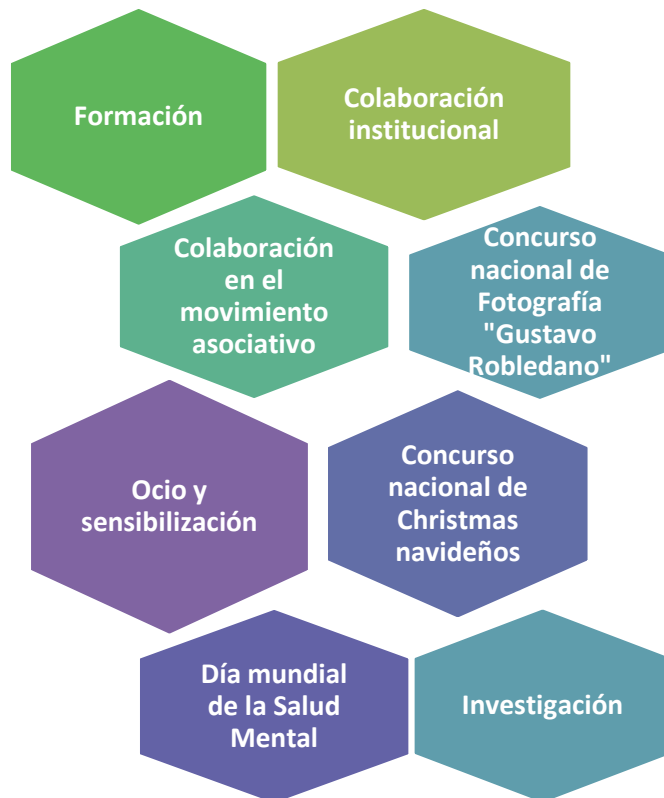 Formación
Colaboración
institucional
Colaboración
en el
movimiento
asociativo
Concurso
nacional de
Fotografía
"Gustavo
Robledano"
Ocio y
sensibilización
Concurso
nacional de
Christmas
navideños
Día mundial
de la Salud
Mental
Investigación